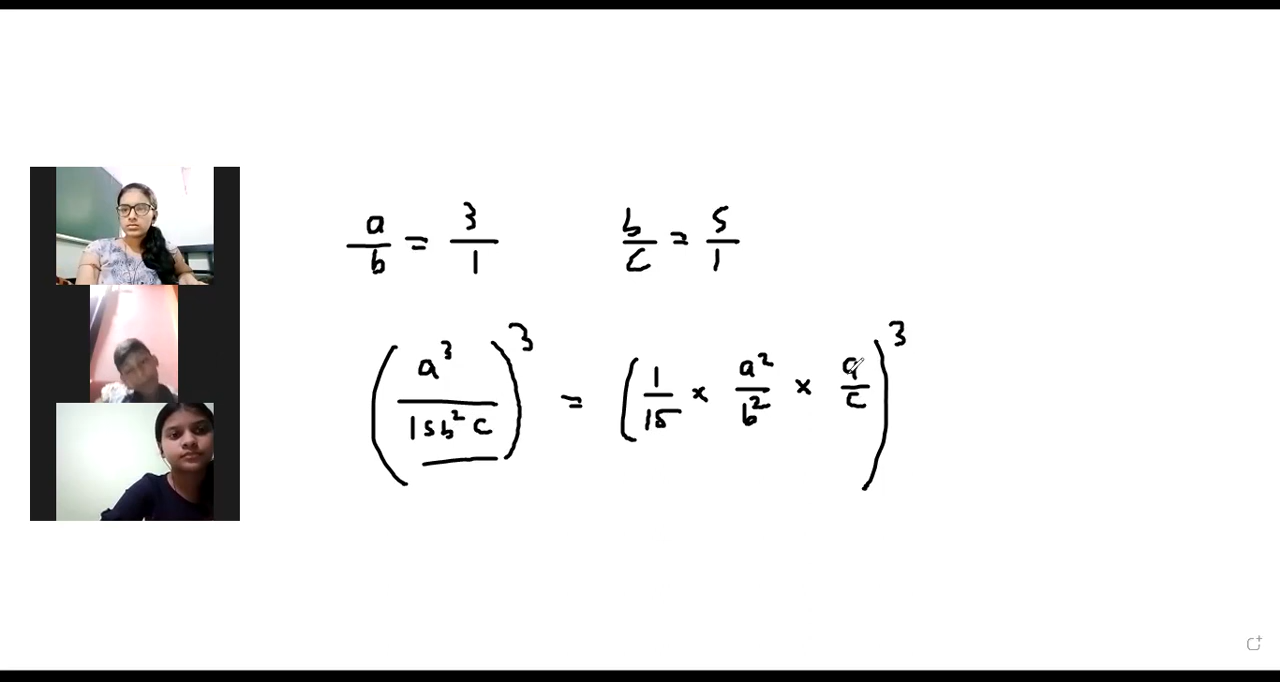 a/b = 3/1 b/c = 5/1
(a³/15b²c)³ = (1/15 × a²/b² × a/c)³